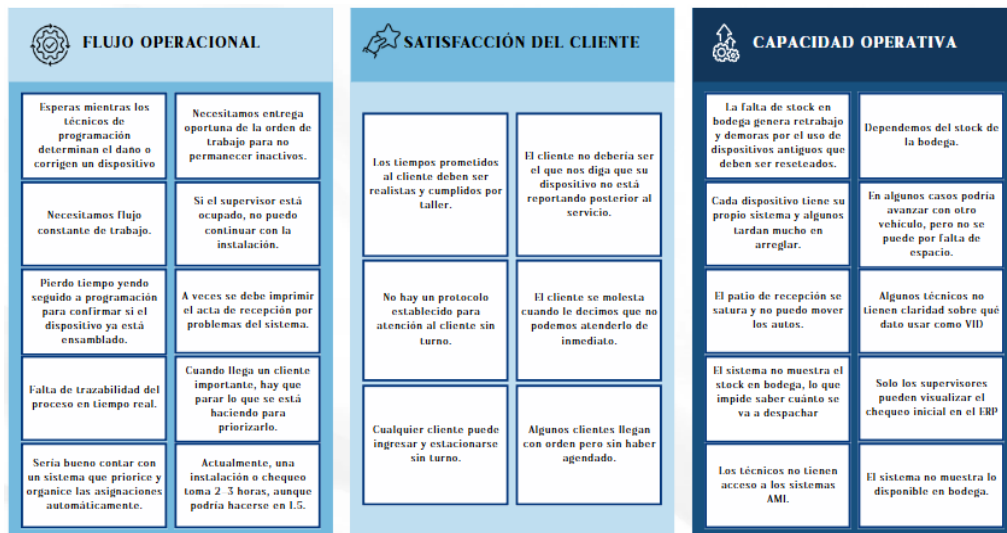 FLUJO OPERACIONAL
Esperas mientras los
técnicos de
programación
determinan el daño o
corrigen un dispositivo
Necesitamos entrega
oportuna de la orden de
trabajo para no
permanecer inactivos.
Necesitamos flujo
constante de trabajo.
Si el supervisor está
ocupado, no puedo
continuar con la
instalación.
Pierdo tiempo yendo
seguido a programación
para confirmar si el
dispositivo ya está
ensamblado.
A veces se debe imprimir
el acta de recepción por
problemas del sistema.
Falta de trazabilidad del
proceso en tiempo real.
Cuando llega un cliente
importante, hay que
parar lo que se está
haciendo para
priorizarlo.
Sería bueno contar con
un sistema que priorice y
organice las asignaciones
automáticamente.
Actualmente, una
instalación o chequeo
toma 2-3 horas, aunque
podría hacerse en 1.5.
SATISFACCIÓN DEL CLIENTE
Los tiempos prometidos
al cliente deben ser
realistas y cumplidos por
taller.
El cliente no debería ser
el que nos diga que su
dispositivo no está
reportando posterior al
servicio.
No hay un protocolo
establecido para
atención al cliente sin
turno.
El cliente se molesta
cuando le decimos que no
podemos atenderlo de
inmediato.
Cualquier cliente puede
ingresar y estacionarse
sin turno.
Algunos clientes llegan
con orden pero sin haber
agendado.
CAPACIDAD OPERATIVA
La falta de stock en
bodega genera retrabajo
y demoras por el uso de
dispositivos antiguos que
deben ser reseteados.
Dependemos del stock de
la bodega.
Cada dispositivo tiene su
propio sistema y algunos
tardan mucho en
arreglar.
En algunos casos podría
avanzar con otro
vehículo, pero no se
puede por falta de
espacio.
El patio de recepción se
satura y no puedo mover
los autos.
Algunos técnicos no
tienen claridad sobre qué
dato usar como VID
El sistema no muestra el
stock en bodega, lo que
impide saber cuánto se
va a despachar
Solo los supervisores
pueden visualizar el
chequeo inicial en el ERP
Los técnicos no tienen
acceso a los sistemas
AMI.
El sistema no muestra lo
disponible en bodega.